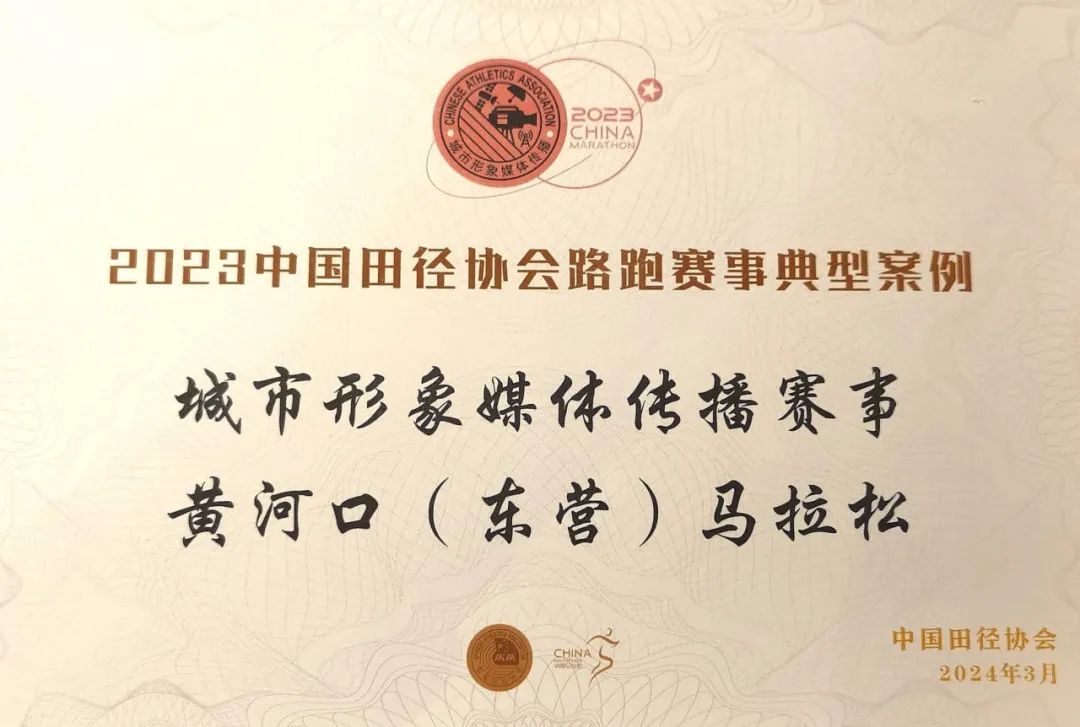 CHINESE ATHLETICS ASSOCIATION
城市形象媒体传播
2023
CHINA
MARATHON
2023中国田径协会路跑赛事典型案例
城市形象媒体传播赛事
黄河口（东营）马拉松
CHINA
MARATHON
中国田径协会
2024年3月